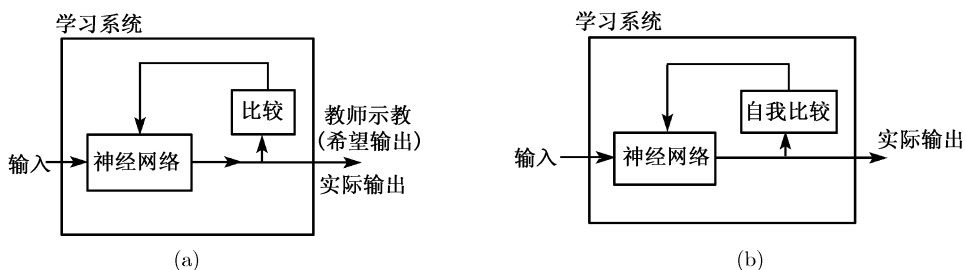 学习系统
比较
教师示教
(希望输出)
输入
神经网络
实际输出
(a)
学习系统
自我比较
实际输出
输入
神经网络
(b)